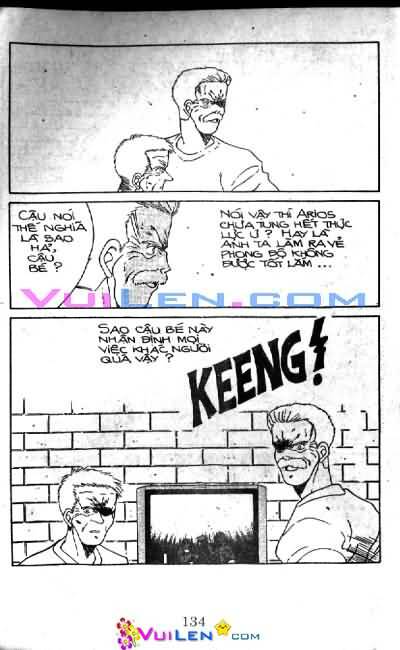 CẬU NÓI
THẾ NGHĨA
LÀ SAO
HẢ,
CẬU
BÉ ?
NÓI VẬY THÌ ARIOS
CHƯA TUNG HẾT THỰC
LỰC Ư ? HAY LÀ
ANH TA LÀM RA VẺ
PHONG ĐỘ KHÔNG
ĐƯỢC TỐT LẮM ...
VUILEN.COM
SAO CẬU BÉ NÀY
NHẬN ĐỊNH MỌI
VIỆC KHÁC NGƯỜI
QUÁ VẬY ?
KEENG!
134
VUILEN.COM